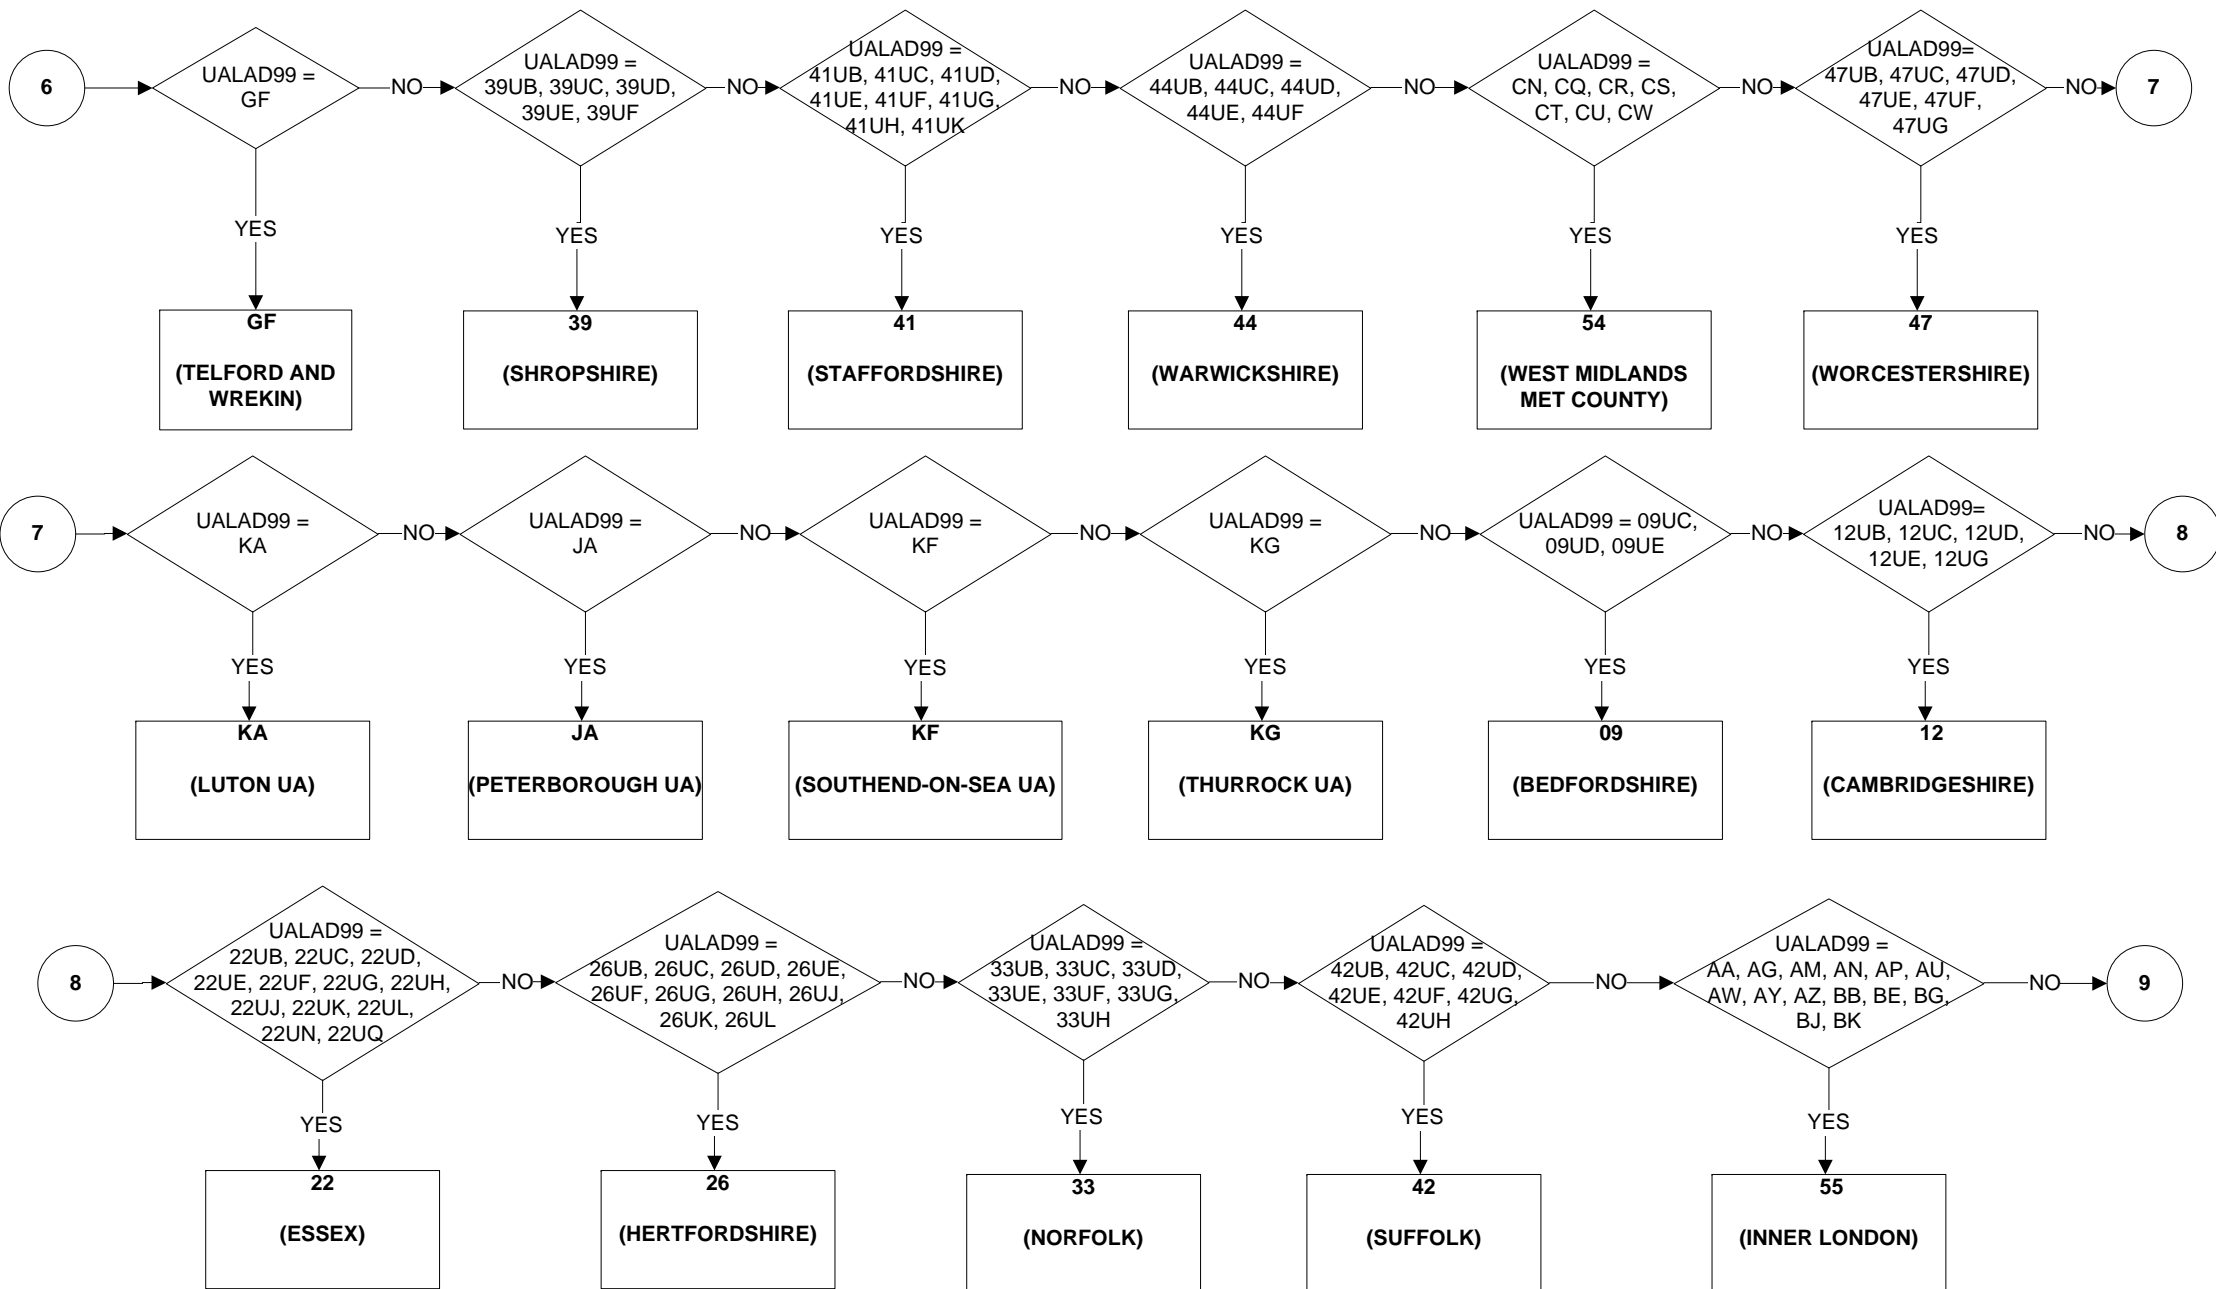 6
UALAD99 =
GF
NO
UALAD99 =
39UB, 39UC, 39UD,
39UE, 39UF
NO
UALAD99 =
41UB, 41UC, 41UD,
41UE, 41UF, 41UG,
41UH, 41UK
NO
UALAD99 =
44UB, 44UC, 44UD,
44UE, 44UF
NO
UALAD99 =
CN, CQ, CR, CS,
CT, CU, CW
NO
UALAD99=
47UB, 47UC, 47UD,
47UE, 47UF,
47UG
NO
7
YES
YES
YES
YES
YES
YES
GF
(TELFORD AND
WREKIN)
39
(SHROPSHIRE)
41
(STAFFORDSHIRE)
44
(WARWICKSHIRE)
54
(WEST MIDLANDS
MET COUNTY)
47
(WORCESTERSHIRE)
7
UALAD99 =
KA
NO
UALAD99 =
JA
NO
UALAD99 =
KF
NO
UALAD99 =
KG
NO
UALAD99 = 09UC,
09UD, 09UE
NO
UALAD99=
12UB, 12UC, 12UD,
12UE, 12UG
NO
8
YES
YES
YES
YES
YES
YES
KA
(LUTON UA)
JA
(PETERBOROUGH UA)
KF
(SOUTHEND-ON-SEA UA)
KG
(THURROCK UA)
09
(BEDFORDSHIRE)
12
(CAMBRIDGESHIRE)
8
UALAD99 =
22UB, 22UC, 22UD,
22UE, 22UF, 22UG, 22UH,
22UJ, 22UK, 22UL,
22UN, 22UQ
NO
UALAD99 =
26UB, 26UC, 26UD, 26UE,
26UF, 26UG, 26UH, 26UJ,
26UK, 26UL
NO
UALAD99 =
33UB, 33UC, 33UD,
33UE, 33UF, 33UG,
33UH
NO
UALAD99 =
42UB, 42UC, 42UD,
42UE, 42UF, 42UG,
42UH
NO
UALAD99 =
AA, AG, AM, AN, AP, AU,
AW, AY, AZ, BB, BE, BG,
BJ, BK
NO
9
YES
YES
YES
YES
YES
22
(ESSEX)
26
(HERTFORDSHIRE)
33
(NORFOLK)
42
(SUFFOLK)
55
(INNER LONDON)